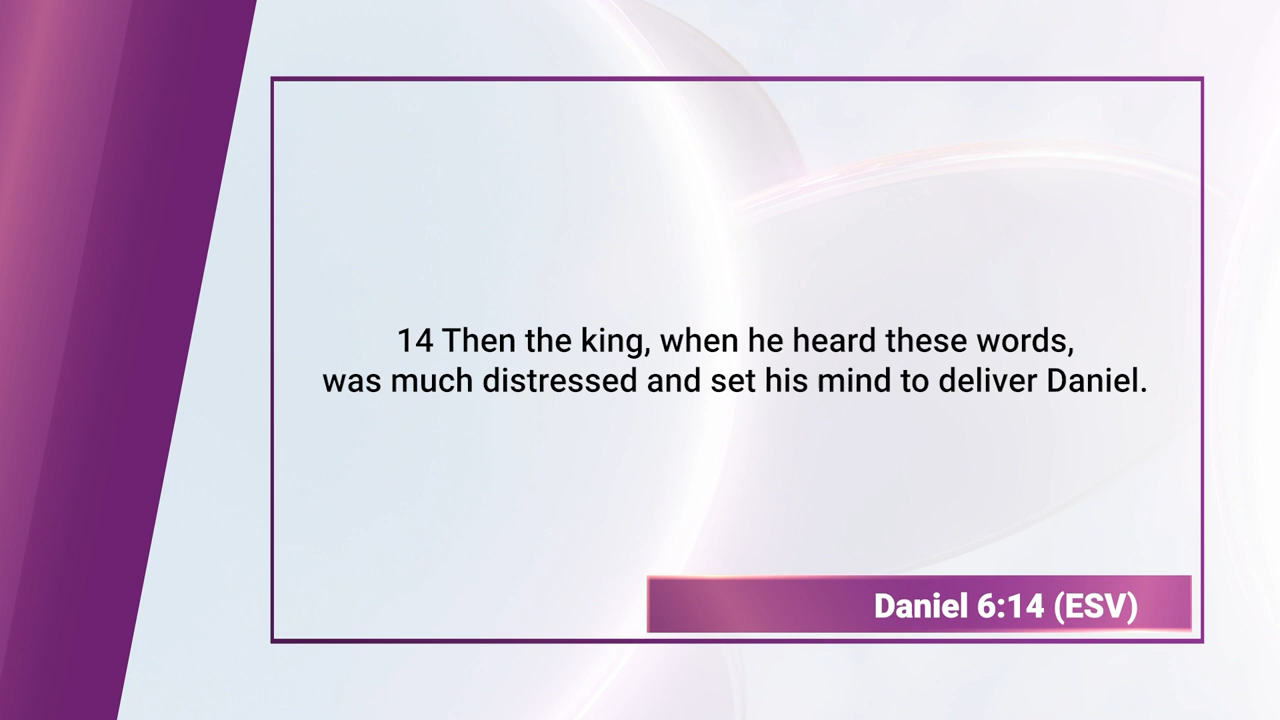 14 Then the king, when he heard these words,
was much distressed and set his mind to deliver Daniel.
Daniel 6:14 (ESV)